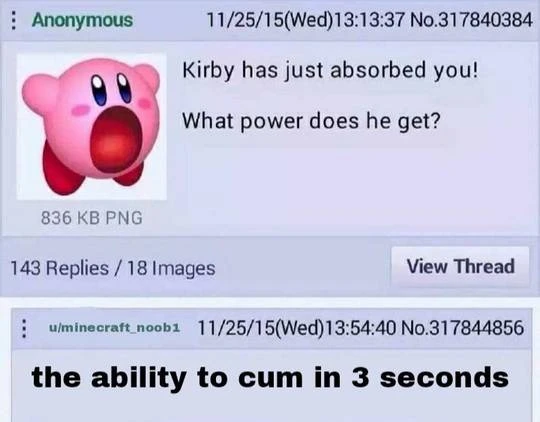 Anonymous 11/25/15(Wed)13:13:37 No.317840384
Kirby has just absorbed you!
What power does he get?
836 KB PNG
143 Replies / 18 Images View Thread
u/minecraft_noob1 11/25/15(Wed)13:54:40 No.317844856
the ability to cum in 3 seconds